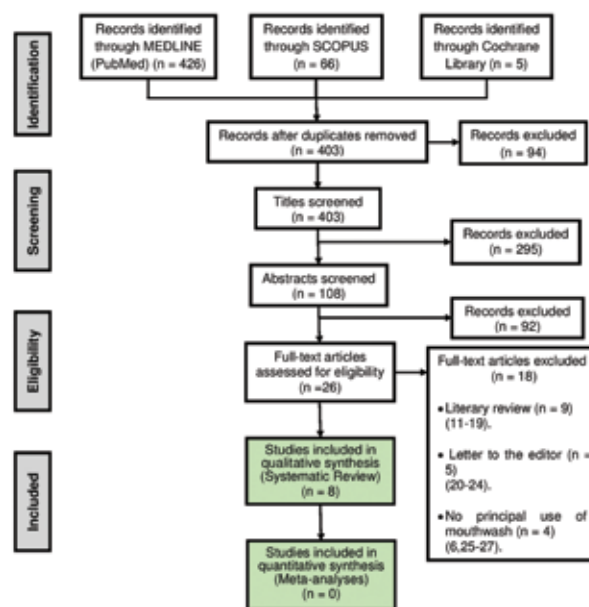 Identification
Records identified
through MEDLINE
(PubMed) (n = 426)
Records identified
through SCOPUS
(n = 66)
Records identified
through Cochrane
Library (n = 5)
Records after duplicates removed
(n = 403)
Records excluded
(n = 94)
Screening
Titles screened
(n = 403)
Records excluded
(n = 295)
Abstracts screened
(n = 108)
Records excluded
(n = 92)
Eligibility
Full-text articles
assessed for eligibility
(n =26)
Full-text articles excluded
(n = 18)
•Literary review (n = 9)
(11-19).
• Letter to the editor (n =
5)
(20-24).
•No principal use of
mouthwash (n = 4)
(6,25-27).
Included
Studies included in
qualitative synthesis
(Systematic Review)
(n = 8)
Studies included in
quantitative synthesis
(Meta-analyses)
(n = 0)